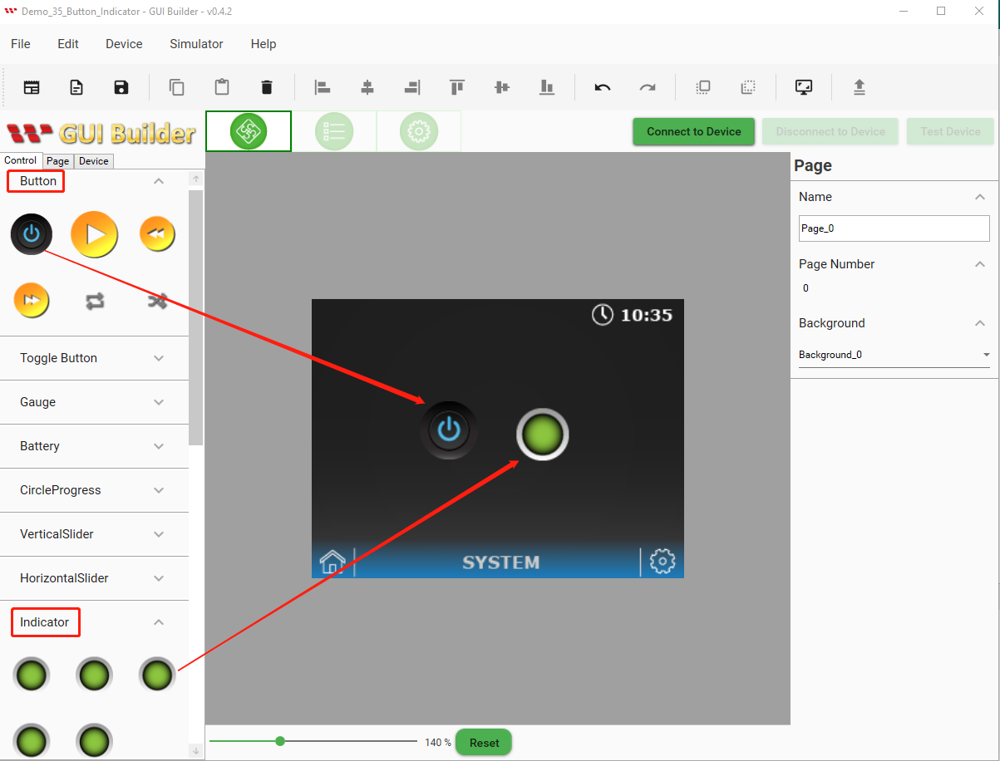 Demo_35_Button_Indicator - GUI Builder - v0.4.2
File Edit Device Simulator Help
GUI Builder
Connect to Device Disconnect to Device Test Device
Control Page Device
Button
Toggle Button
Gauge
Battery
CircleProgress
VerticalSlider
HorizontalSlider
Indicator
10:35
SYSTEM
140 % Reset
Page
Name
Page_0
Page Number
0
Background
Background_0